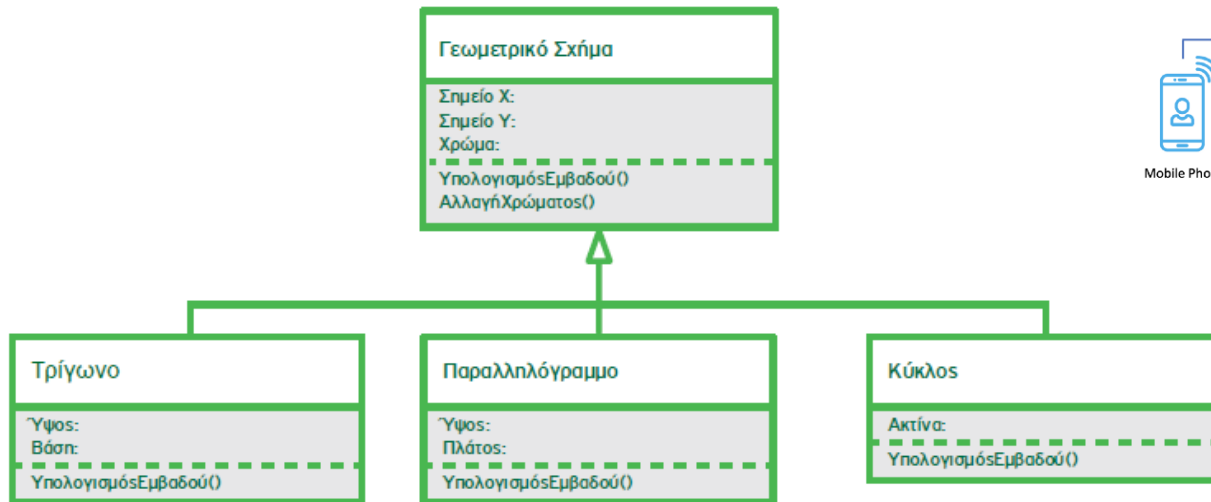 Γεωμετρικό Σχήμα
Σημείο Χ:
Σημείο Υ:
Χρώμα:
ΥπολογισμόςΕμβαδού()
ΑλλαγήΧρώματος()
Mobile Pho
Τρίγωνο
Ύψος:
Βάση:
ΥπολογισμόςΕμβαδού()
Παραλληλόγραμμο
Ύψος:
Πλάτος:
ΥπολογισμόςΕμβαδού()
Κύκλος
Ακτίνα:
ΥπολογισμόςΕμβαδού()